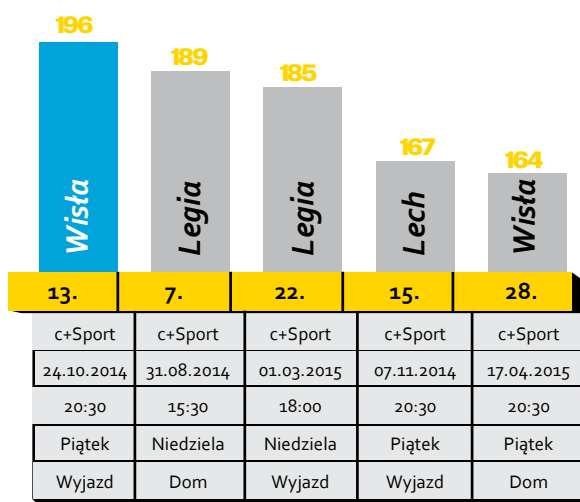 196
189
185
167
164
Wisła
Legia
Legia
Lech
Wisła
13. 7. 22. 15. 28.
c+Sport c+Sport c+Sport c+Sport c+Sport
24.10.2014 31.08.2014 01.03.2015 07.11.2014 17.04.2015
20:30 15:30 18:00 20:30 20:30
Piątek Niedziela Niedziela Piątek Piątek
Wyjazd Dom Wyjazd Wyjazd Dom